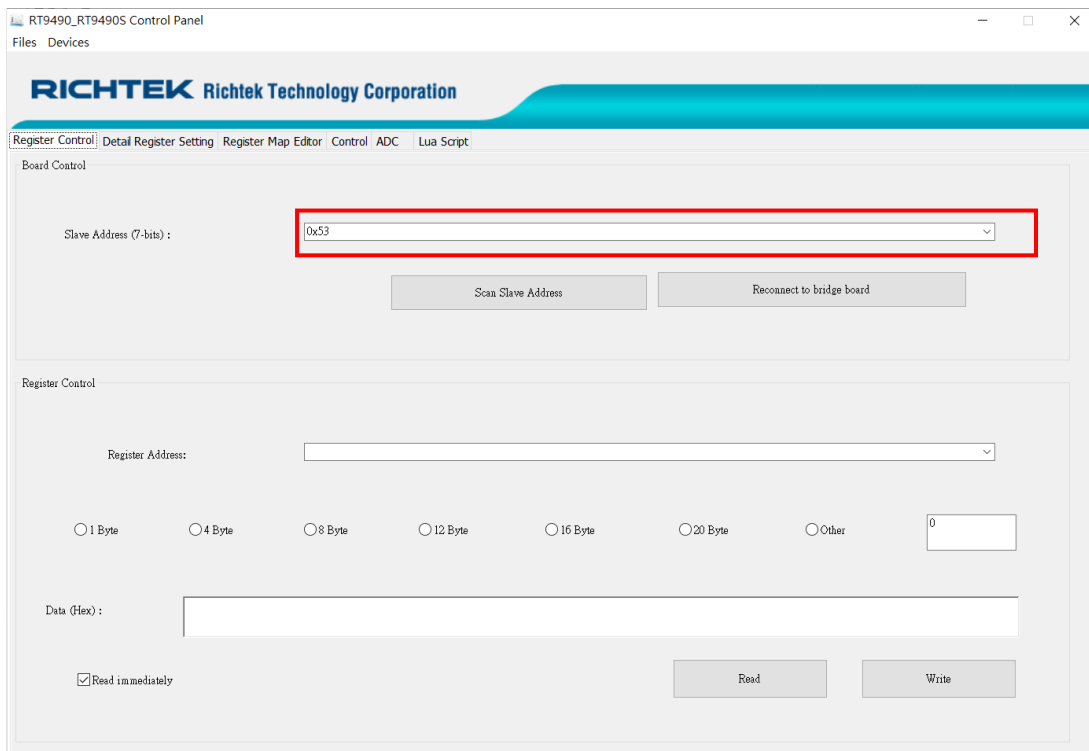 RT9490_RT9490S Control Panel
Files Devices
RICHTEK Richtek Technology Corporation
Register Control Detail Register Setting Register Map Editor Control ADC Lua Script
Board Control
Slave Address (7-bits) : 0x53
Scan Slave Address Reconnect to bridge board
Register Control
Register Address:
1 Byte 4 Byte 8 Byte 12 Byte 16 Byte 20 Byte Other 0
Data (Hex) :
Read immediately Read Write